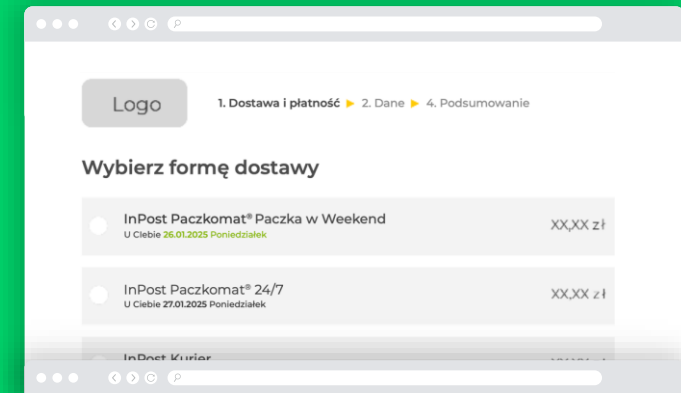 Logo
1. Dostawa i płatność ▶ 2. Dane ▶ 4. Podsumowanie
Wybierz formę dostawy
InPost Paczkomat® Paczka w Weekend
XX,XX zł
U CIebie 26.01.2025 Poniedziałek
InPost Paczkomat® 24/7
XX,XX zł
U Ciebie 27.01.2025 Poniedziałek
InPost Kurier